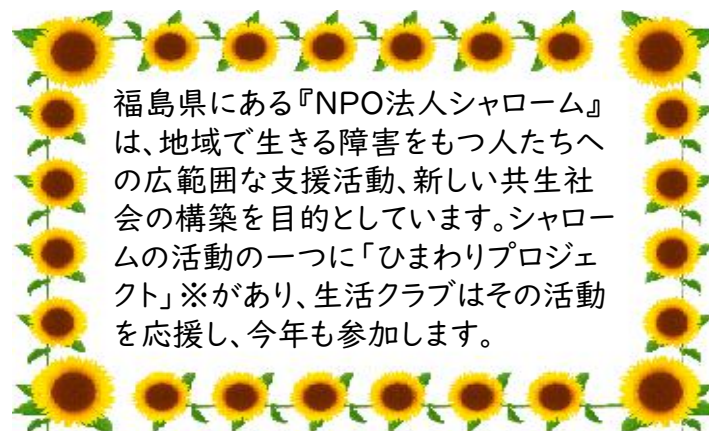 福島県にある『NPO法人シャローム』
は、地域で生きる障害をもつ人たちへ
の広範囲な支援活動、新しい共生社
会の構築を目的としています。シャロー
ムの活動の一つに「ひまわりプロジェ
クト」※があり、生活クラブはその活動
を応援し、今年も参加します。